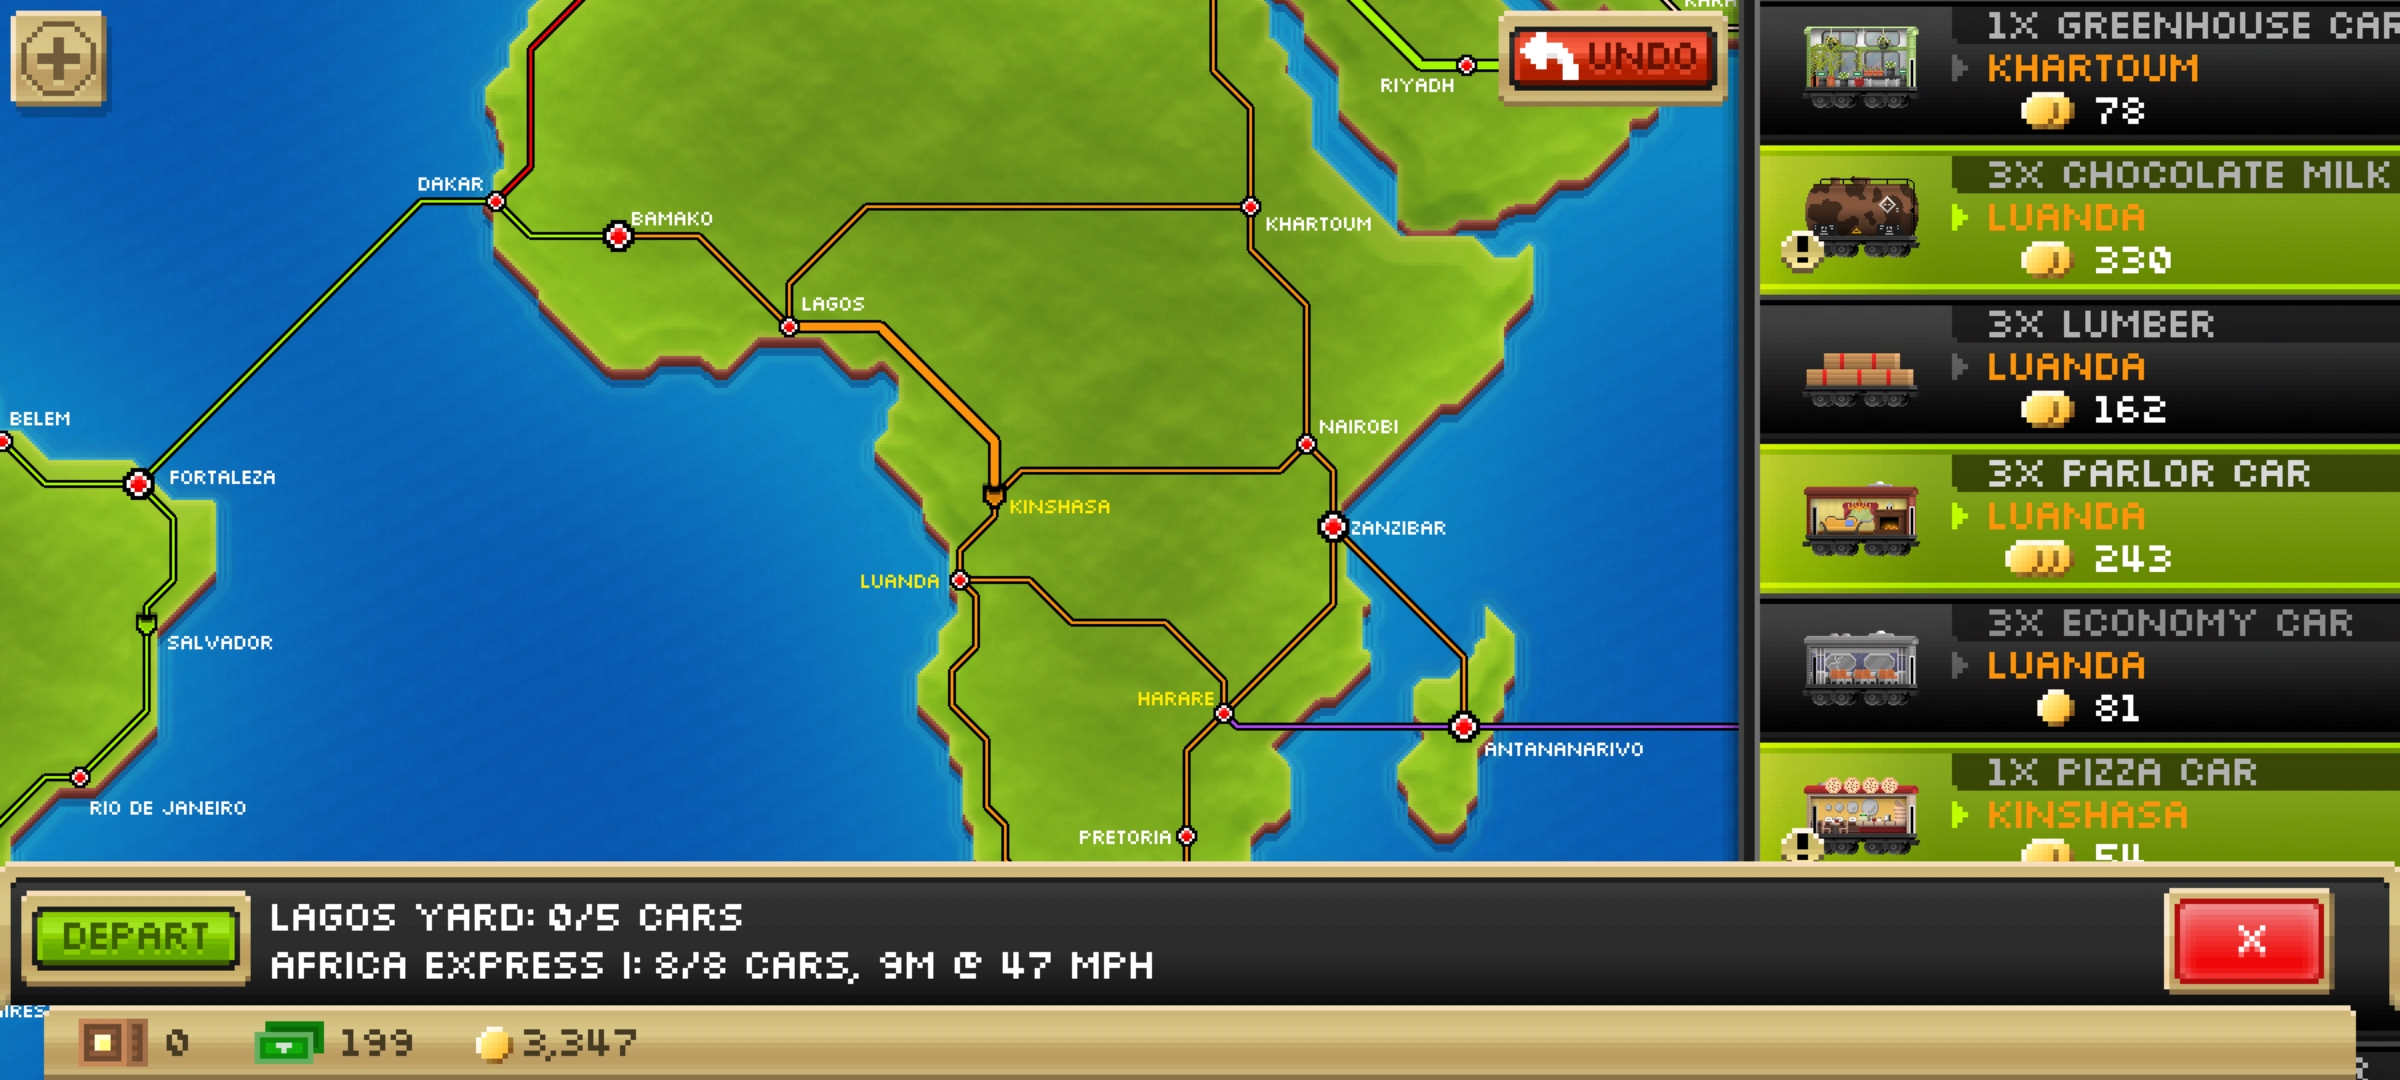 KARA
RIYADH
UNDO
DAKAR
BAMAKO
KHARTOUM
LAGOS
BELEM
NAIROBI
FORTALEZA
KINSHASA
ZANZIBAR
LUANDA
SALVADOR
HARARE
ANTANANARIVO
RIO DE JANEIRO
PRETORIA
1X GREENHOUSE CAR
KHARTOUM
78
3X CHOCOLATE MILK
LUANDA
330
3X LUMBER
LUANDA
162
3X PARLOR CAR
LUANDA
243
3X ECONOMY CAR
LUANDA
81
1X PIZZA CAR
KINSHASA
54
DEPART
LAGOS YARD: 0/5 CARS
AFRICA EXPRESS I: 8/8 CARS, 9M @ 47 MPH
X
IRES
0
199
3,347